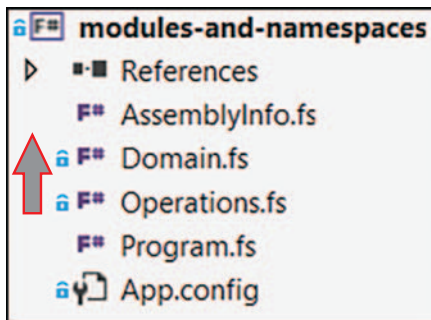 F# modules-and-namespaces
References
F# AssemblyInfo.fs
F# Domain.fs
F# Operations.fs
F# Program.fs
App.config